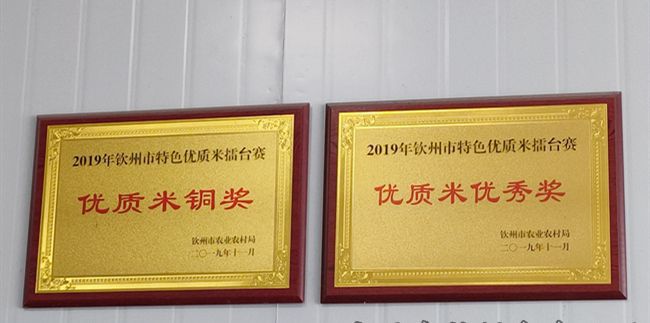 2019年钦州市特色优质米擂台赛
优质米铜奖
钦州市农业农村局
二〇一九年十一月
2019年钦州市特色优质米擂台赛
优质米优秀奖
钦州市农业农村局
二〇一九年十一月